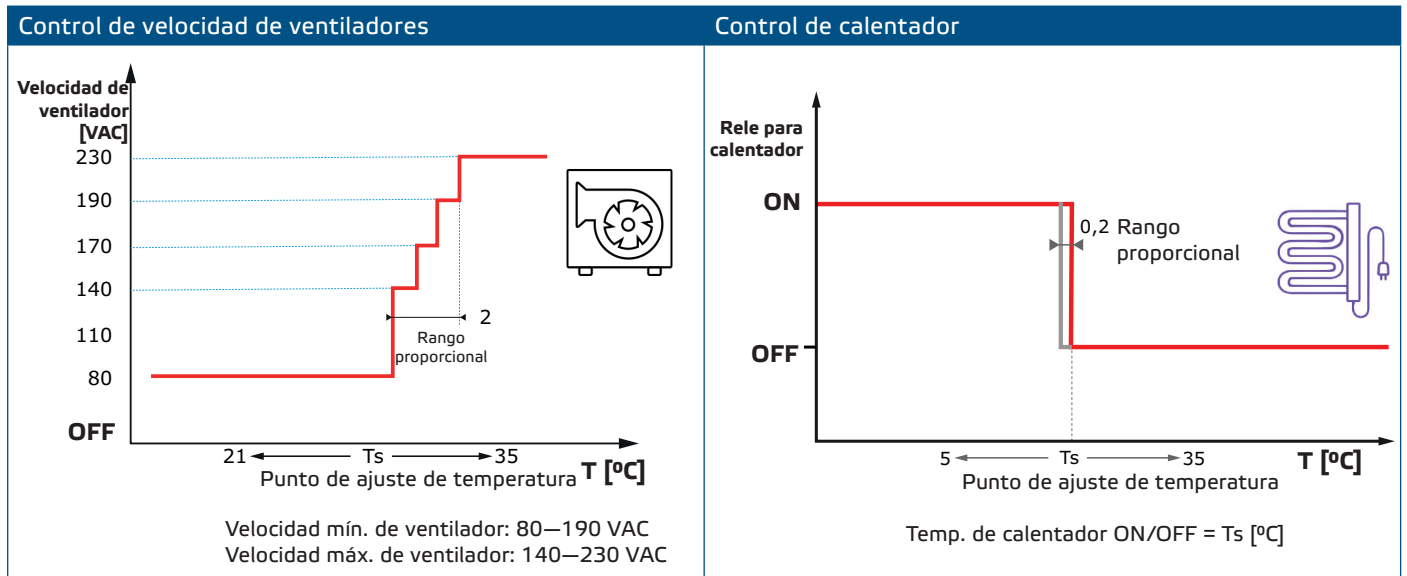 Control de velocidad de ventiladores
Velocidad de
ventilador
[VAC]
230
190
170
140
110
80
OFF
2
Rango
proporcional
21 Ts 35
T [ºC]
Punto de ajuste de temperatura
Velocidad mín. de ventilador: 80—190 VAC
Velocidad máx. de ventilador: 140—230 VAC
Control de calentador
Rele para
calentador
ON
OFF
0,2 Rango
proporcional
5 Ts 35
T [ºC]
Punto de ajuste de temperatura
Temp. de calentador ON/OFF = Ts [ºC]